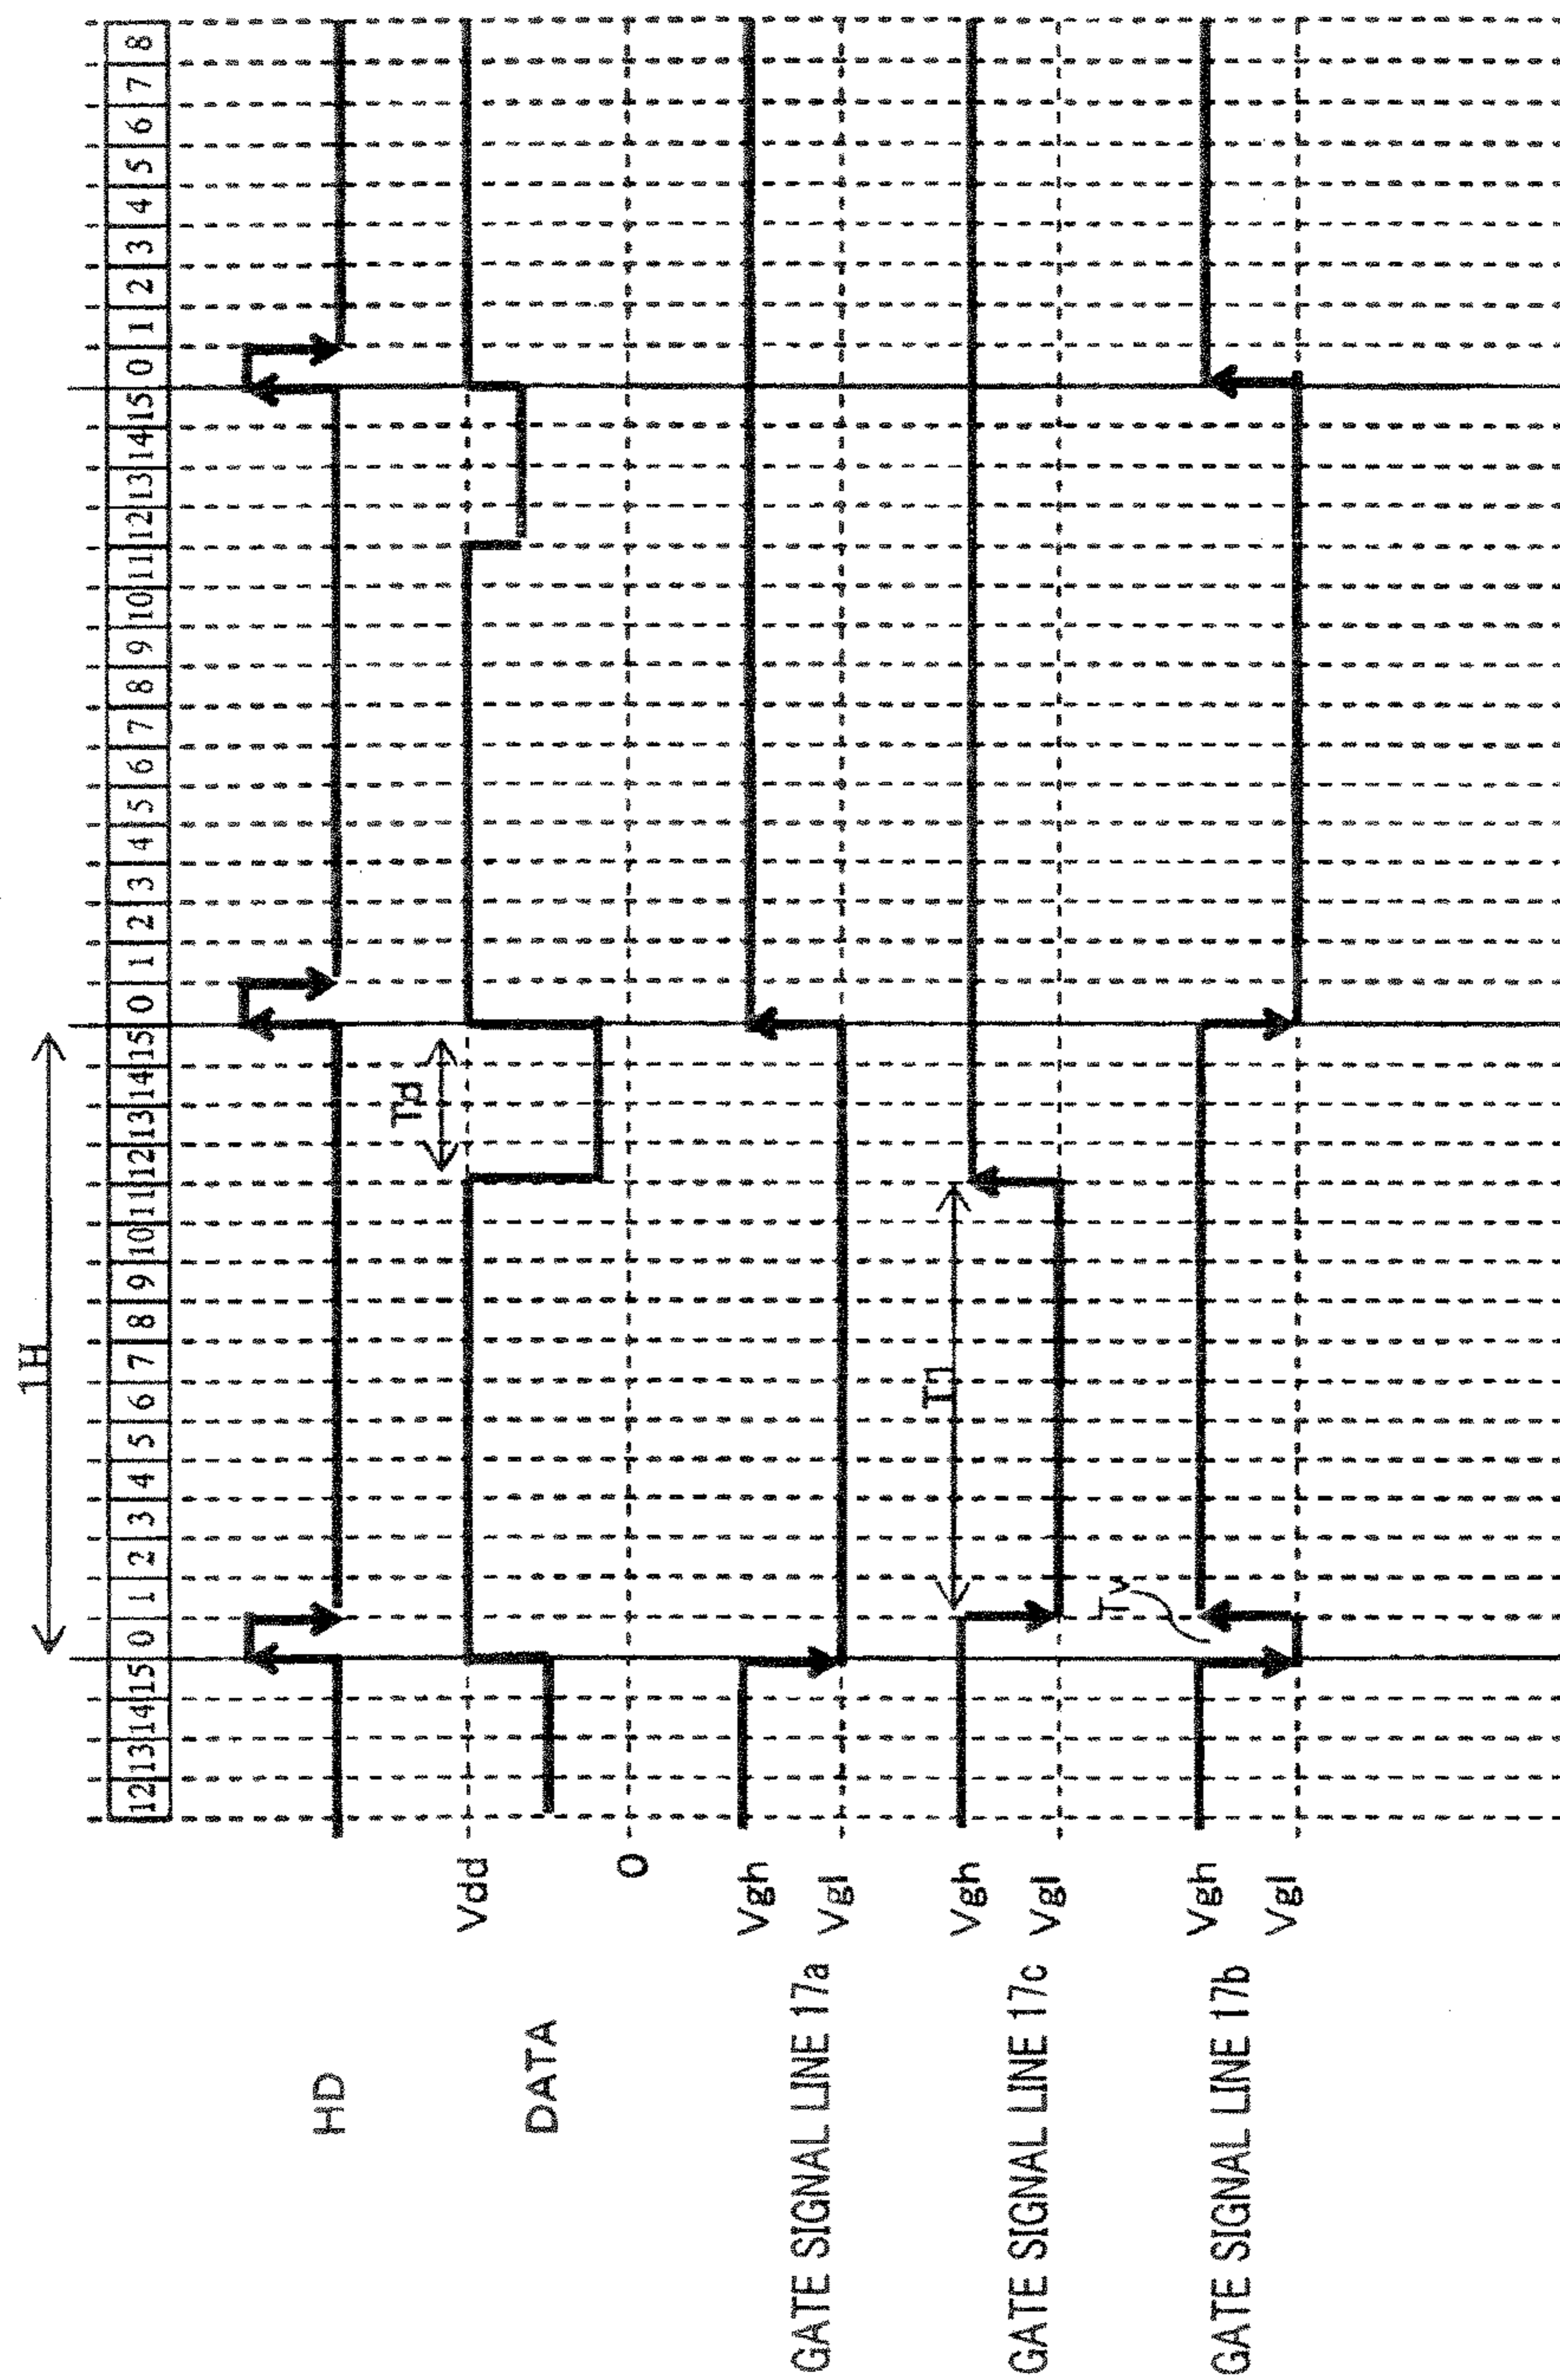 1H
12 13 14 15 0 1 2 3 4 5 6 7 8 9 10 11 12 13 14 15 0 1 2 3 4 5 6 7 8 9 10 11 12 13 14 15 0 1 2 3 4 5 6 7 8
HD
Vdd
Td
DATA
0
Vgh
GATE SIGNAL LINE 17a
Vgl
Vgh
T1
GATE SIGNAL LINE 17c
Vgl
Tv
Vgh
GATE SIGNAL LINE 17b
Vgl